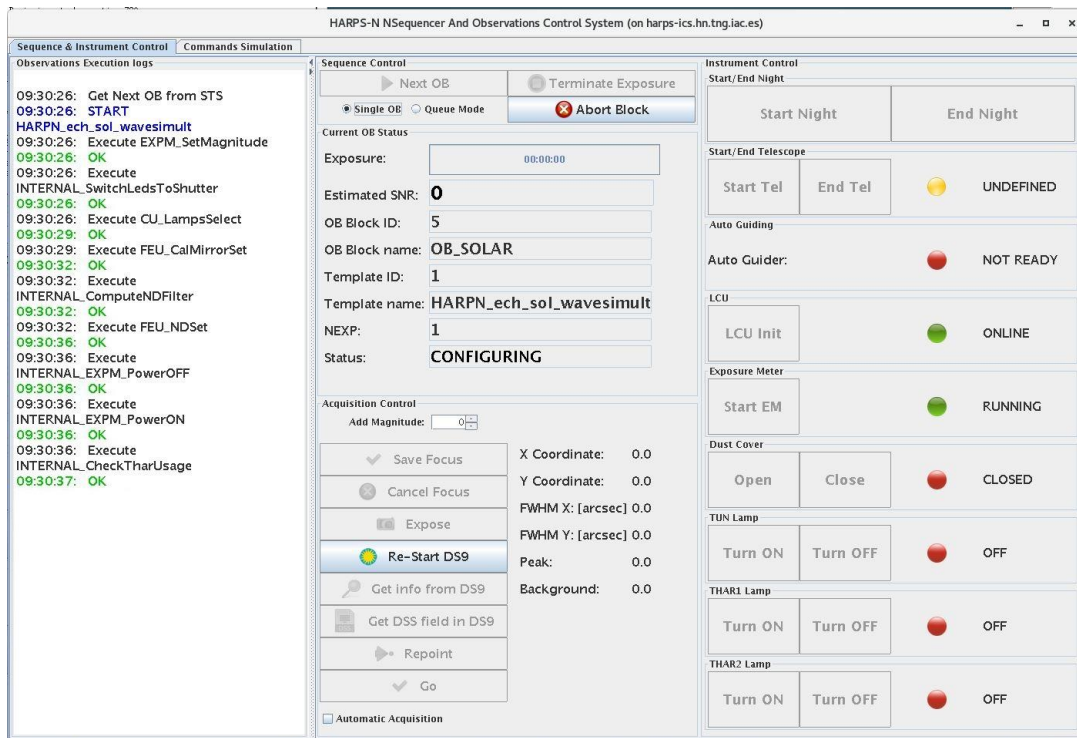 HARPS-N NSequencer And Observations Control System (on harps-ics.hn.tng.iac.es)
Sequence & Instrument Control
Commands Simulation
Observations Execution logs
09:30:26: Get Next OB from STS
09:30:26: START
HARPN_ech_sol_wavesimult
09:30:26: Execute EXPM_SetMagnitude
09:30:26: OK
09:30:26: Execute
INTERNAL_SwitchLedsToShutter
09:30:26: OK
09:30:26: Execute CU_LampsSelect
09:30:29: OK
09:30:29: Execute FEU_CalMirrorSet
09:30:32: OK
09:30:32: Execute
INTERNAL_ComputeNDFilter
09:30:32: OK
09:30:32: Execute FEU_NDSet
09:30:36: OK
09:30:36: Execute
INTERNAL_EXPM_PowerOFF
09:30:36: OK
09:30:36: Execute
INTERNAL_EXPM_PowerON
09:30:36: OK
09:30:36: Execute
INTERNAL_CheckTharUsage
09:30:37: OK
Sequence Control
Next OB
Terminate Exposure
Single OB
Queue Mode
Abort Block
Current OB Status
Exposure: 00:00:00
Estimated SNR: 0
OB Block ID: 5
OB Block name: OB_SOLAR
Template ID: 1
Template name: HARPN_ech_sol_wavesimult
NEXP: 1
Status: CONFIGURING
Acquisition Control
Add Magnitude: 0
Save Focus
Cancel Focus
Expose
Re-Start DS9
Get info from DS9
Get DSS field in DS9
Repoint
Go
Automatic Acquisition
X Coordinate: 0.0
Y Coordinate: 0.0
FWHM X: [arcsec] 0.0
FWHM Y: [arcsec] 0.0
Peak: 0.0
Background: 0.0
Instrument Control
Start/End Night
Start Night
End Night
Start/End Telescope
Start Tel
End Tel
UNDEFINED
Auto Guiding
Auto Guider: NOT READY
LCU
LCU Init
ONLINE
Exposure Meter
Start EM
RUNNING
Dust Cover
Open
Close
CLOSED
TUN Lamp
Turn ON
Turn OFF
OFF
THAR1 Lamp
Turn ON
Turn OFF
OFF
THAR2 Lamp
Turn ON
Turn OFF
OFF